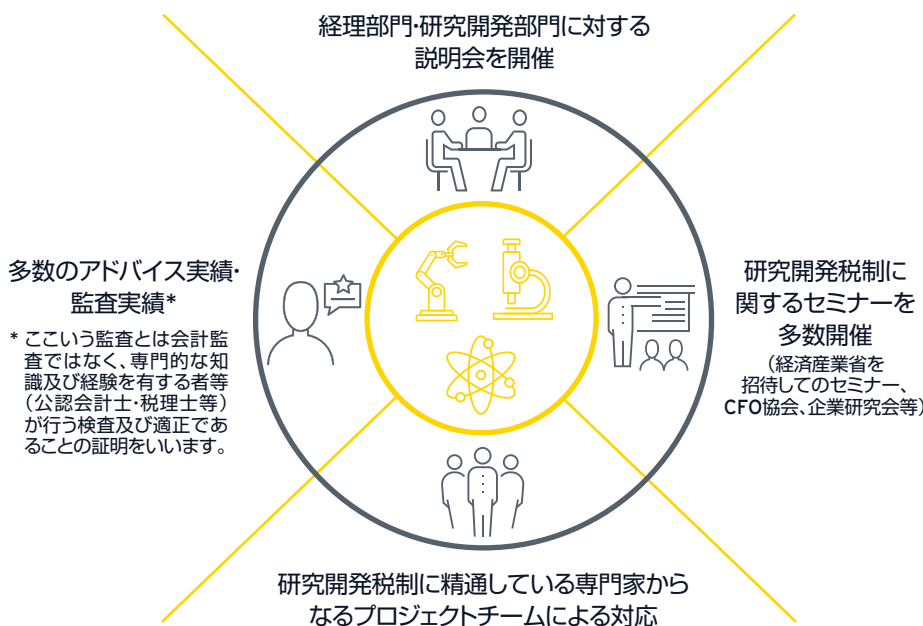 経理部門・研究開発部門に対する
説明会を開催
多数のアドバイス実績・
監査実績*
* ここいう監査とは会計監
査ではなく、専門的な知
識及び経験を有する者等
（公認会計士・税理士等）
が行う検査及び適正であ
ることの証明をいいます。
研究開発税制に
関するセミナーを
多数開催
（経済産業省を
招待してのセミナー、
CFO協会、企業研究会等）
研究開発税制に精通している専門家から
なるプロジェクトチームによる対応